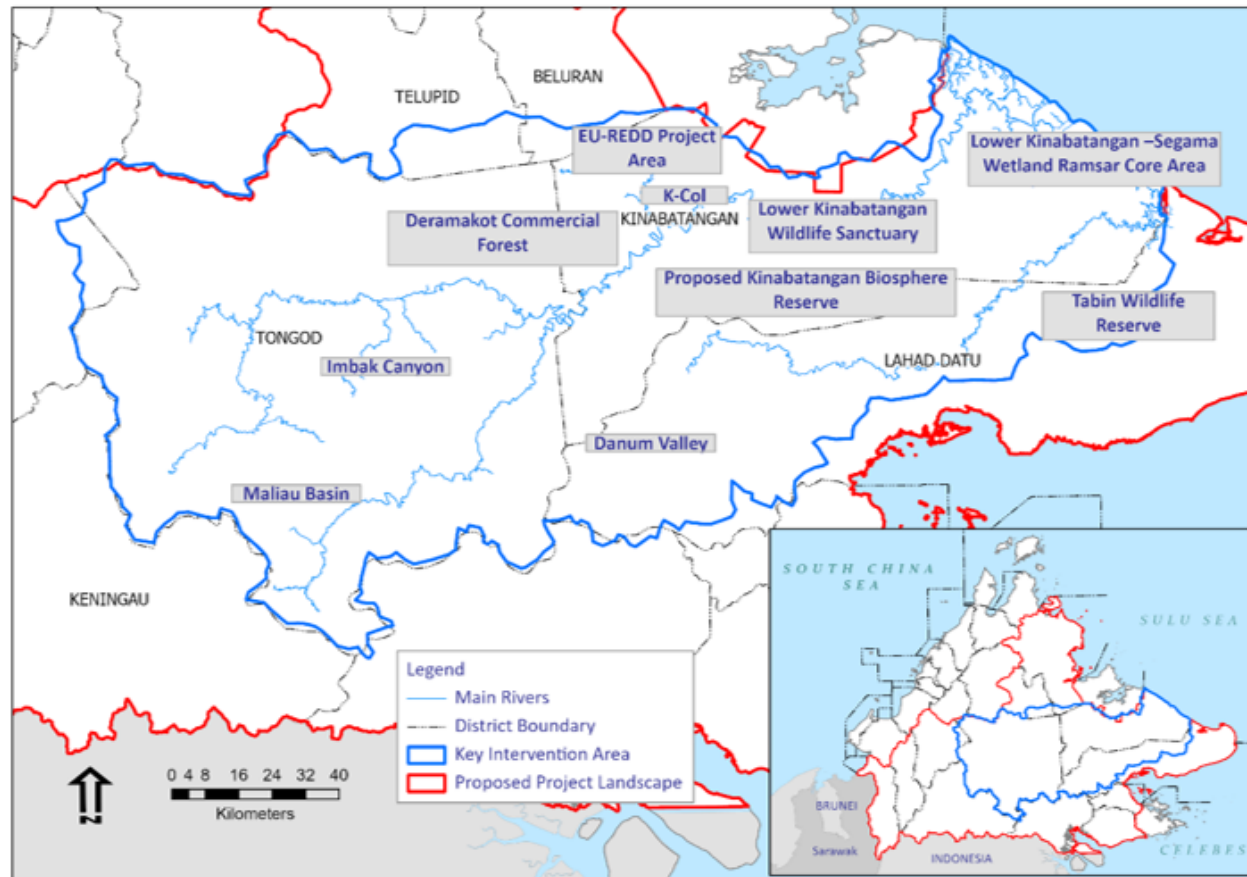 BELURAN
TELUPID
EU-REDD Project
Area
Lower Kinabatangan –Segama
Wetland Ramsar Core Area
K-Col
KINABATANGAN
Deramakot Commercial
Forest
Lower Kinabatangan
Wildlife Sanctuary
Proposed Kinabatangan Biosphere
Reserve
Tabin Wildlife
Reserve
TONGOD
Imbak Canyon
LAHAD DATU
Danum Valley
Maliau Basin
KENINGAU
Legend
Main Rivers
District Boundary
Key Intervention Area
Proposed Project Landscape
N
0 4 8 16 24 32 40
Kilometers
SOUTH CHINA
SEA
SULU SEA
BRUNEI
Sarawak
INDONESIA
CELEBES